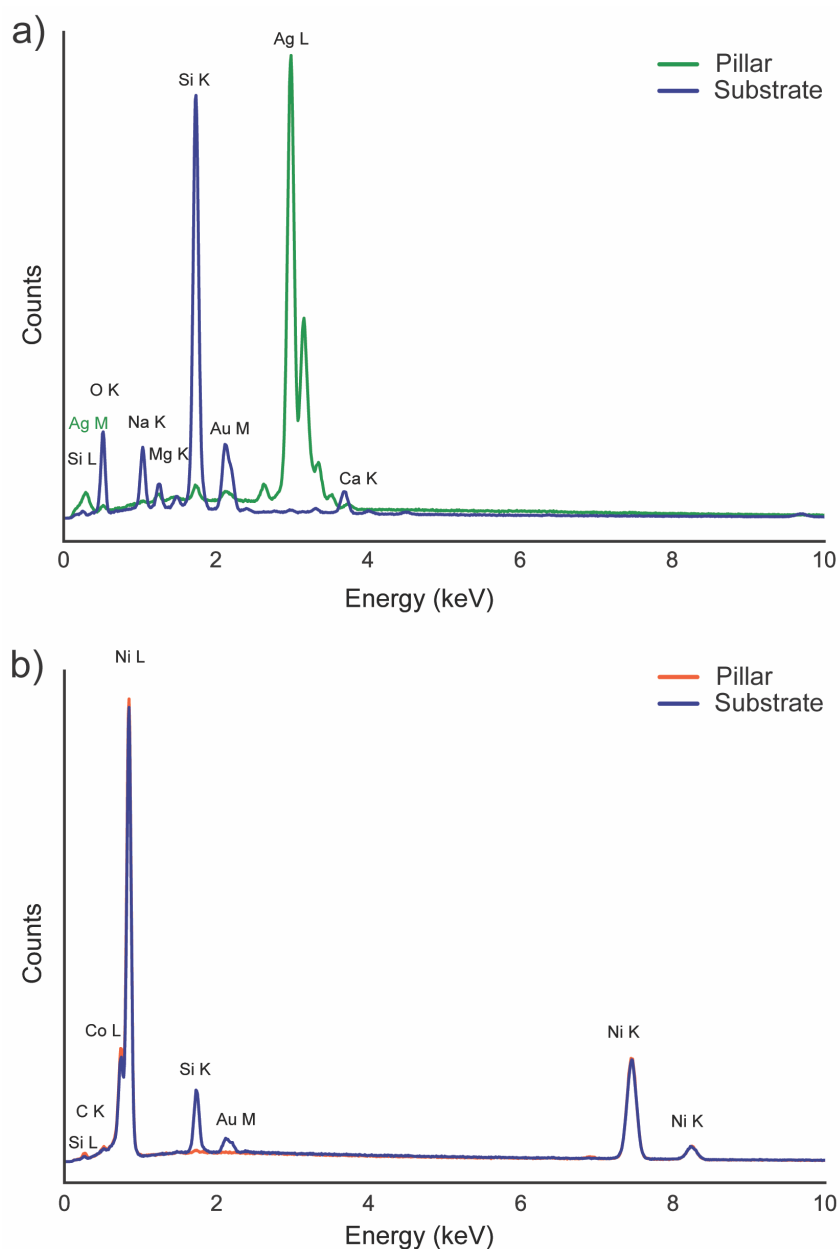 a)
Ag L
Si K
Pillar
Substrate
Counts
O K
Ag M
Na K
Au M
Si L
Mg K
Ca K
0 2 4 6 8 10
Energy (keV)
b)
Ni L
Pillar
Substrate
Counts
Co L
Ni K
Si K
C K
Au M
Ni K
Si L
0 2 4 6 8 10
Energy (keV)